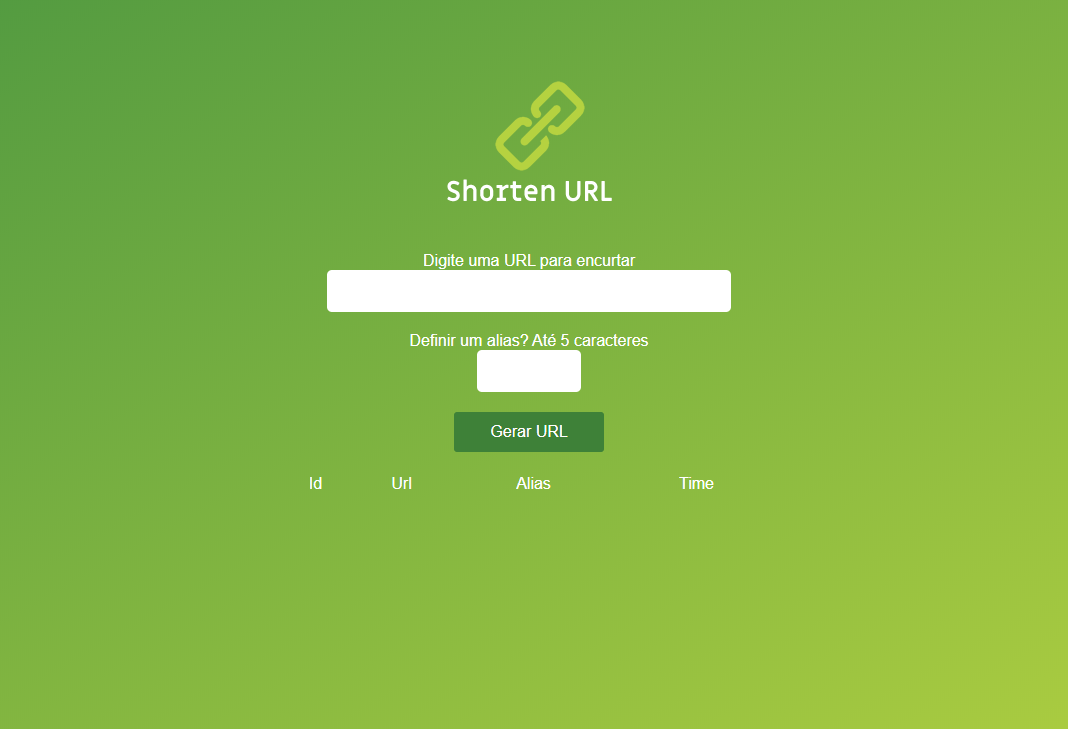 Shorten URL
Digite uma URL para encurtar
Definir um alias? Até 5 caracteres
Gerar URL
Id Url Alias Time